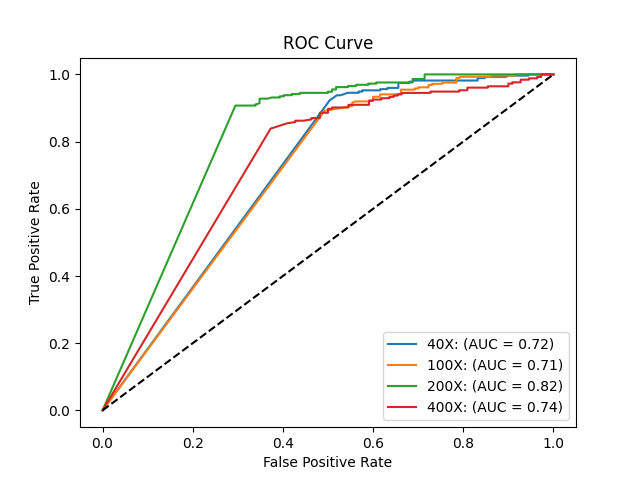 ROC Curve
True Positive Rate
1.0
0.8
0.6
0.4
0.2
0.0
40X: (AUC = 0.72)
100X: (AUC = 0.71)
200X: (AUC = 0.82)
400X: (AUC = 0.74)
0.0 0.2 0.4 0.6 0.8 1.0
False Positive Rate